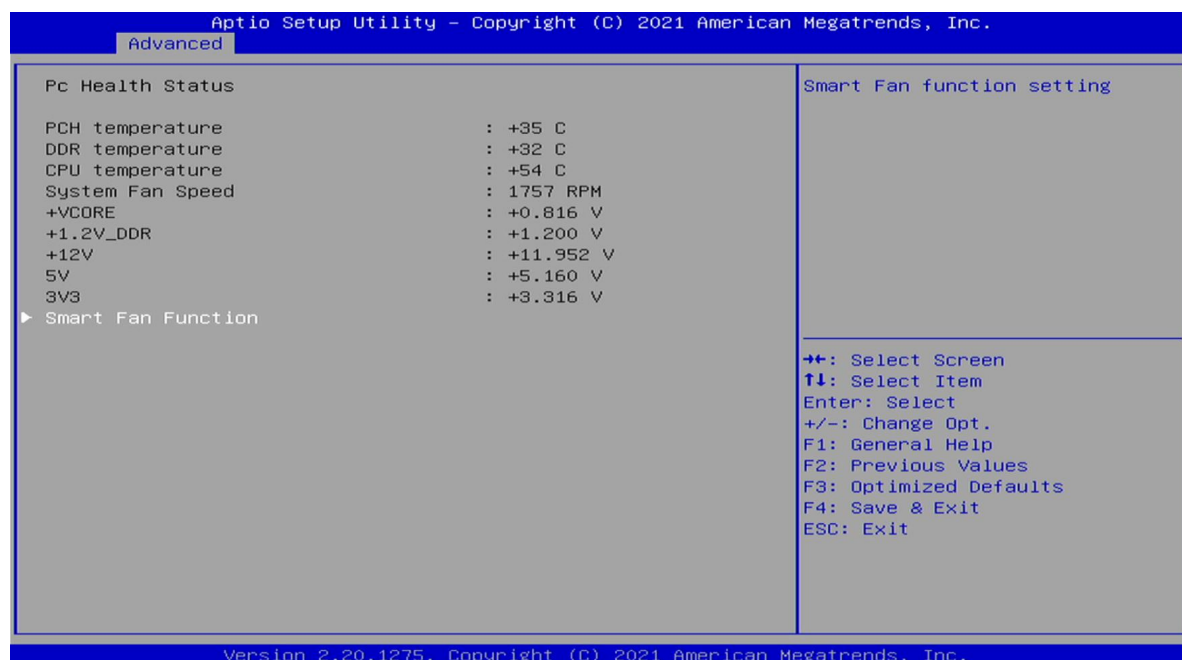 Aptio Setup Utility – Copyright (C) 2021 American Megatrends, Inc.
Advanced
Pc Health Status
PCH temperature : +35 C
DDR temperature : +32 C
CPU temperature : +54 C
System Fan Speed : 1757 RPM
+VCORE : +0.816 V
+1.2V_DDR : +1.200 V
+12V : +11.952 V
5V : +5.160 V
3V3 : +3.316 V
▶ Smart Fan Function
Smart Fan function setting
→←: Select Screen
↑↓: Select Item
Enter: Select
+/-: Change Opt.
F1: General Help
F2: Previous Values
F3: Optimized Defaults
F4: Save & Exit
ESC: Exit
Version 2.20.1275. Copyright (C) 2021 American Megatrends, Inc.